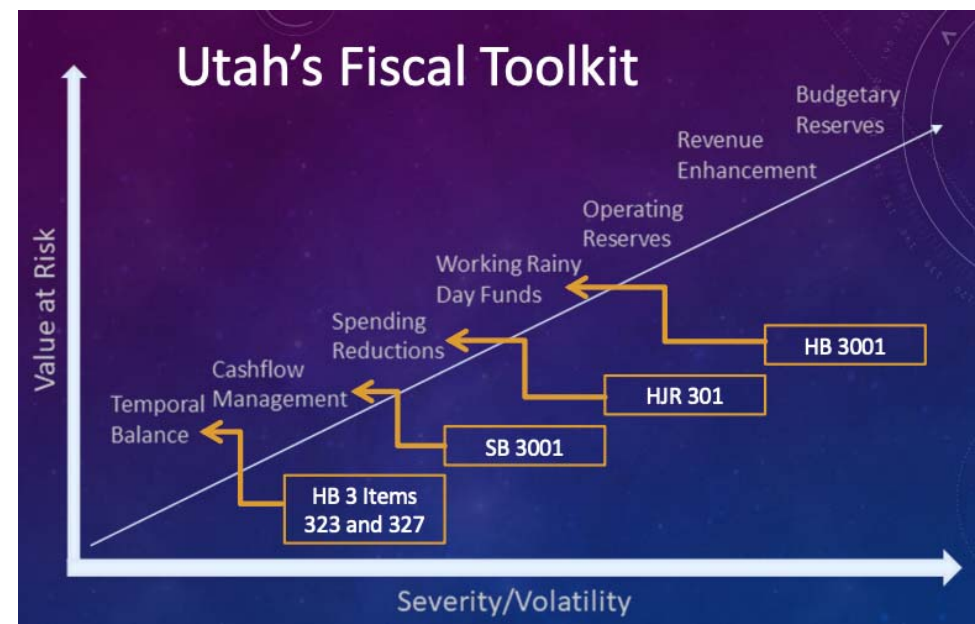 Utah's Fiscal Toolkit
Value at Risk
Budgetary
Reserves
Revenue
Enhancement
Operating
Reserves
Working Rainy
Day Funds
Spending
Reductions
Cashflow
Management
Temporal
Balance
HB 3001
HJR 301
SB 3001
HB 3 Items
323 and 327
Severity/Volatility